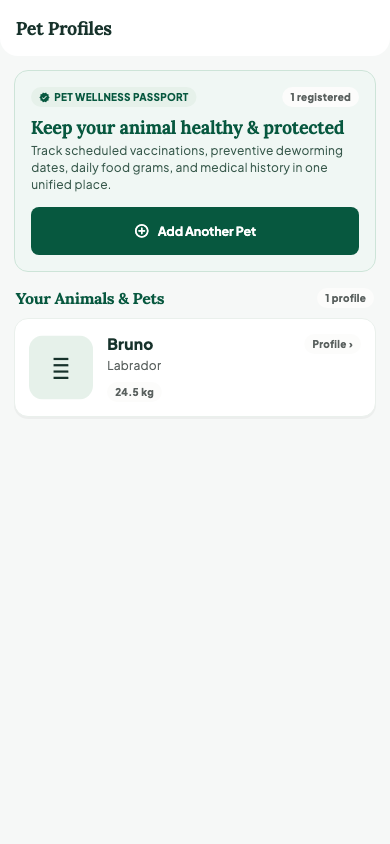 Pet Profiles
PET WELLNESS PASSPORT
1 registered
Keep your animal healthy & protected
Track scheduled vaccinations, preventive deworming
dates, daily food grams, and medical history in one
unified place.
Add Another Pet
Your Animals & Pets
1 profile
Bruno
Profile ›
Labrador
24.5 kg